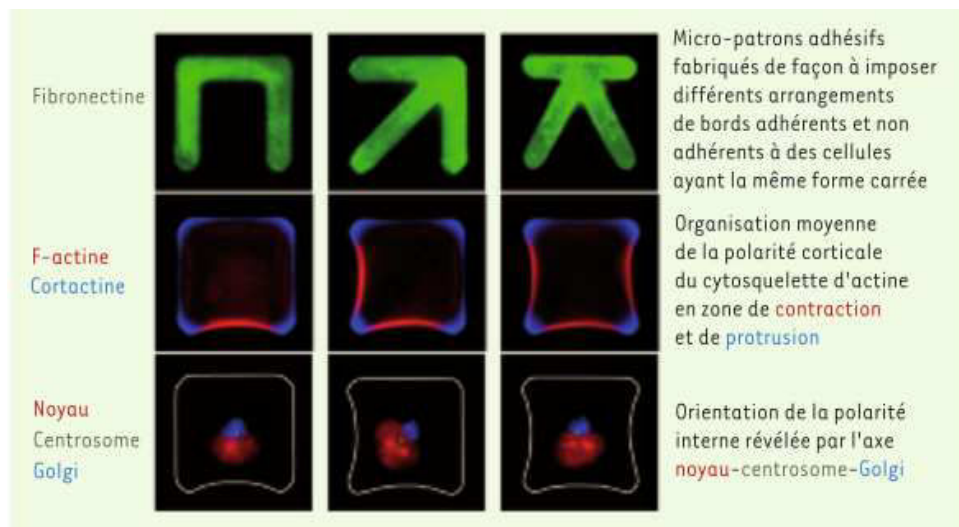 Fibronectine
Micro-patrons adhésifs
fabriqués de façon à imposer
différents arrangements
de bords adhérents et non
adhérents à des cellules
ayant la même forme carrée
F-actine
Cortactine
Organisation moyenne
de la polarité corticale
du cytosquelette d'actine
en zone de contraction
et de protrusion
Noyau
Centrosome
Golgi
Orientation de la polarité
interne révélée par l'axe
noyau-centrosome-Golgi